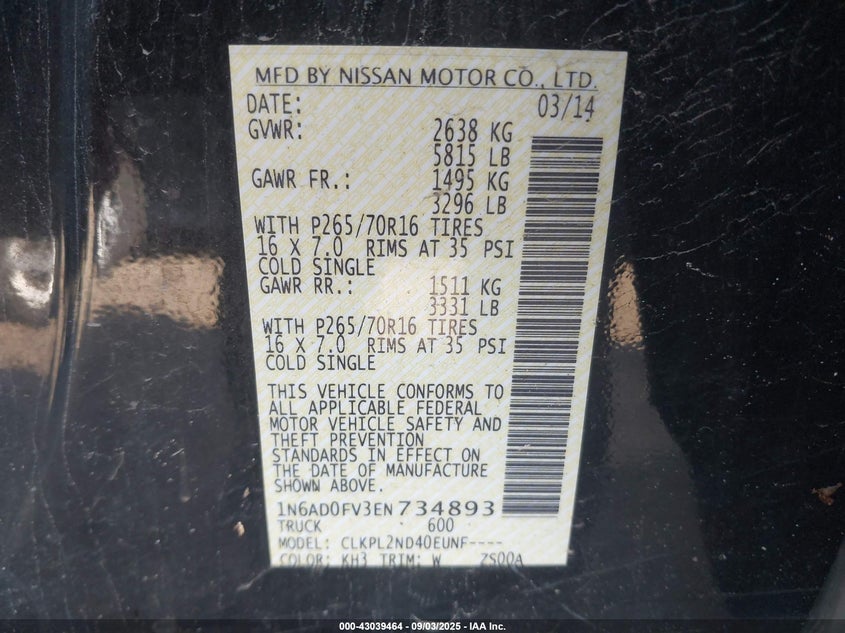 MFD BY NISSAN MOTOR CO., LTD.
DATE: 03/14
GVWR: 2638 KG
5815 LB
GAWR FR.: 1495 KG
3296 LB
WITH P265/70R16 TIRES
16 X 7.0 RIMS AT 35 PSI
COLD SINGLE
GAWR RR.: 1511 KG
3331 LB
WITH P265/70R16 TIRES
16 X 7.0 RIMS AT 35 PSI
COLD SINGLE
THIS VEHICLE CONFORMS TO
ALL APPLICABLE FEDERAL
MOTOR VEHICLE SAFETY AND
THEFT PREVENTION
STANDARDS IN EFFECT ON
THE DATE OF MANUFACTURE
SHOWN ABOVE.
1N6AD0FV3EN734893
TRUCK 600
MODEL: CLKPL2ND40EUNF----
COLOR: KH3 TRIM: W ZS00A
000-43039464 - 09/03/2025 - IAA Inc.